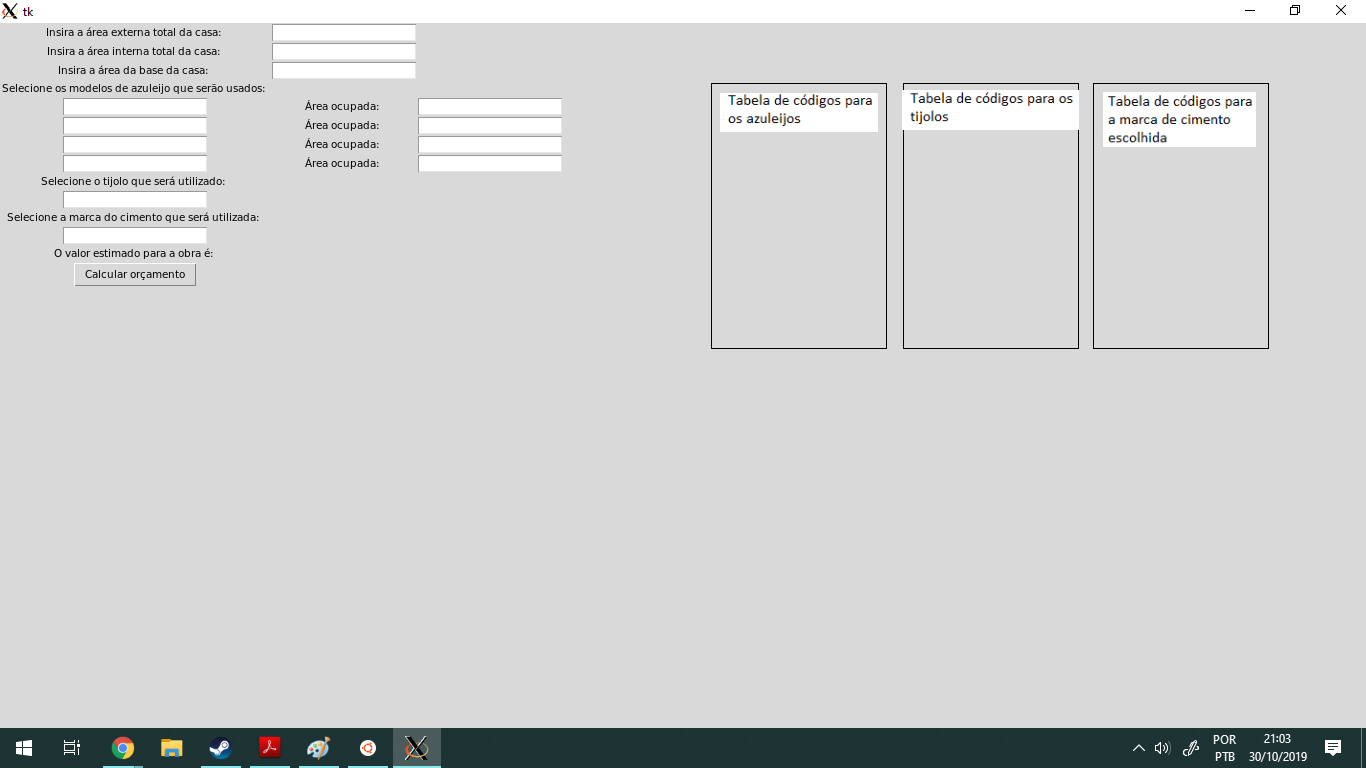 tk
Insira a área externa total da casa:
Insira a área interna total da casa:
Insira a área da base da casa:
Selecione os modelos de azuleijo que serão usados:
Área ocupada:
Área ocupada:
Área ocupada:
Área ocupada:
Selecione o tijolo que será utilizado:
Selecione a marca do cimento que será utilizada:
O valor estimado para a obra é:
Calcular orçamento
Tabela de códigos para
os azuleijos
Tabela de códigos para os
tijolos
Tabela de códigos para
a marca de cimento
escolhida
POR
PTB
21:03
30/10/2019